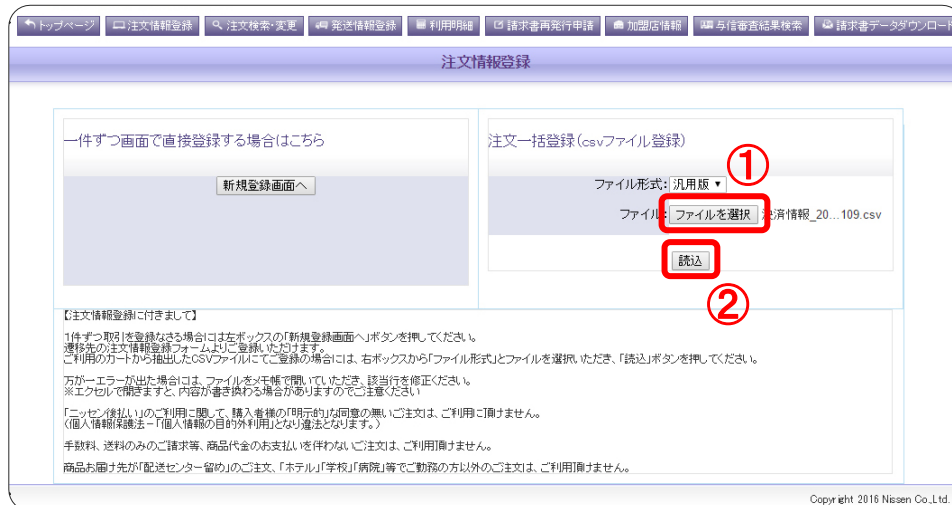 トップページ 注文情報登録 注文検索・変更 発送情報登録 利用明細 請求書再発行申請 加盟店情報 与信審査結果検索 請求書データダウンロード
注文情報登録
一件ずつ画面で直接登録する場合はこちら
新規登録画面へ
注文一括登録(csvファイル登録)
①
ファイル形式: 汎用版
ファイル: ファイルを選択 決済情報_20...109.csv
読込
②
【注文情報登録に付きまして】
1件ずつ取引を登録なさる場合には左ボックスの「新規登録画面へ」ボタンを押してください。
遷移先の注文情報登録フォームよりご登録いただけます。
ご利用のカートから抽出したCSVファイルにてご登録の場合には、右ボックスから「ファイル形式」とファイルを選択いただき、「読込」ボタンを押してください。
万が一エラーが出た場合には、ファイルをメモ帳で開いていただき、該当行を修正ください。
※エクセルで開きますと、内容が書き換わる場合がありますのでご注意ください
「ニッセン後払い」のご利用に関して、購入者様の「明示的」な同意の無いご注文は、ご利用に頂けません。
(個人情報保護法－「個人情報の目的外利用」となり違法となります。)
手数料、送料のみのご請求等、商品代金のお支払いを伴わないご注文は、ご利用頂けません。
商品お届け先が「配送センター留め」のご注文、「ホテル」「学校」「病院」等でご勤務の方以外のご注文は、ご利用頂けません。
Copyright 2016 Nissen Co.,Ltd.